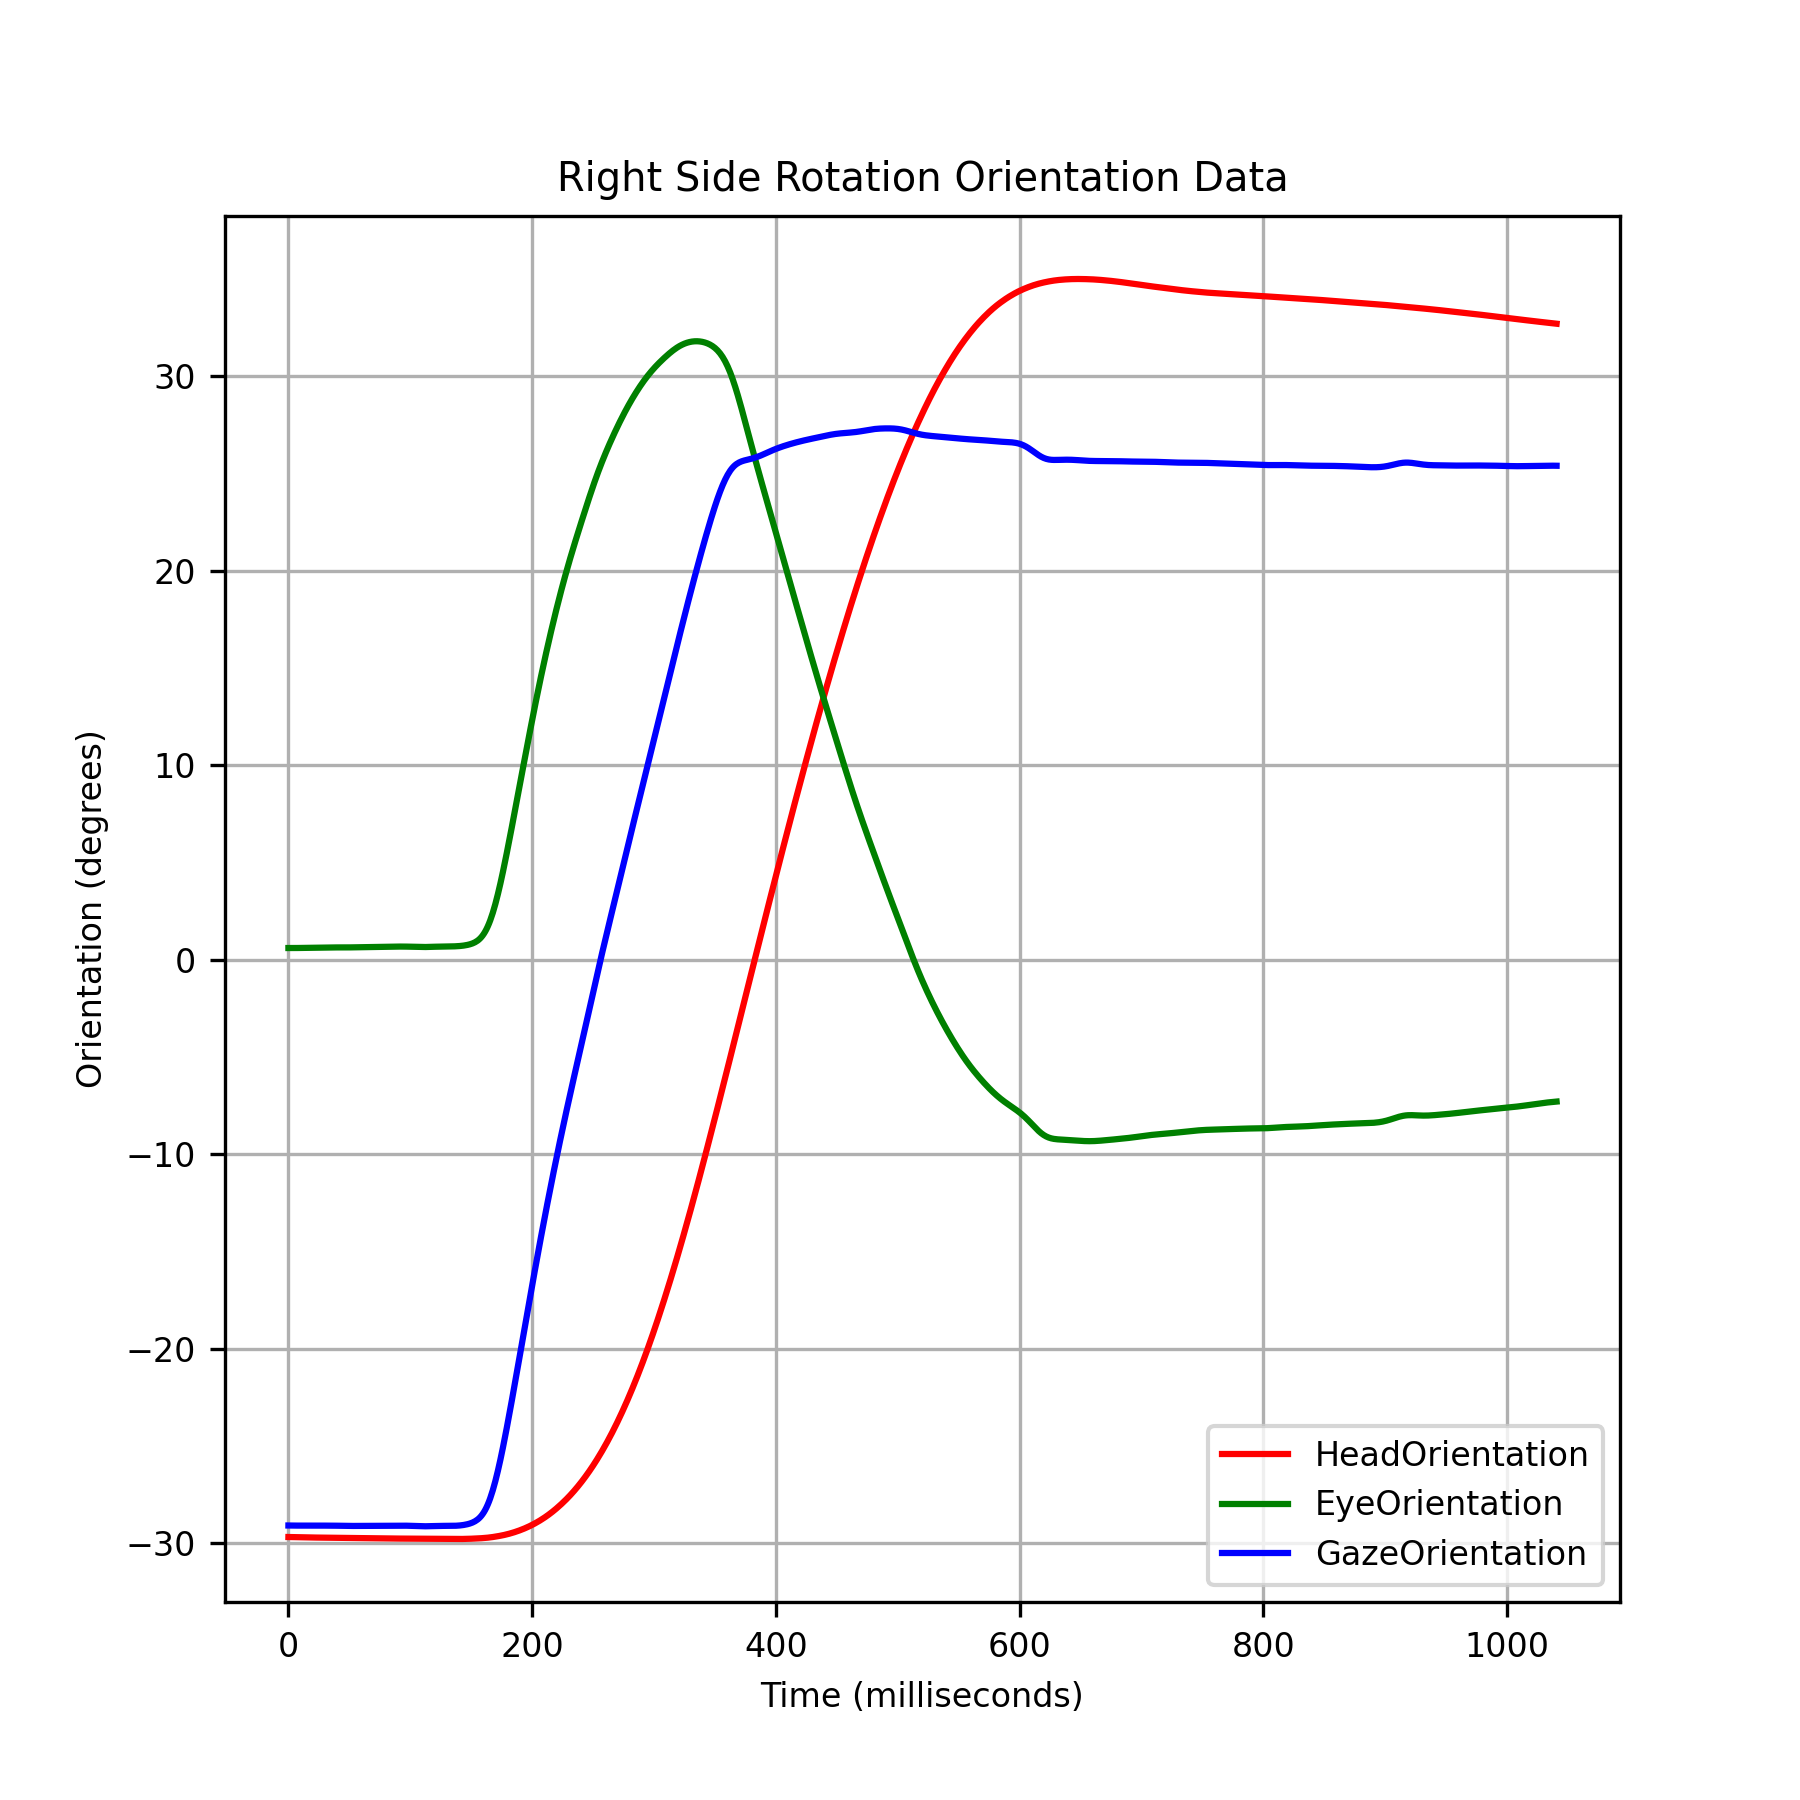 Right Side Rotation Orientation Data
Orientation (degrees)
30
20
10
0
−10
−20
−30
HeadOrientation
EyeOrientation
GazeOrientation
0 200 400 600 800 1000
Time (milliseconds)